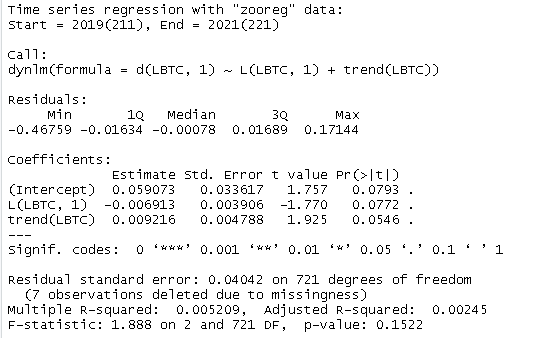 Time series regression with "zooreg" data:
Start = 2019(211), End = 2021(221)
Call:
dynlm(formula = d(LBTC, 1) ~ L(LBTC, 1) + trend(LBTC))
Residuals:
Min 1Q Median 3Q Max
-0.46759 -0.01634 -0.00078 0.01689 0.17144
Coefficients:
Estimate Std. Error t value Pr(>|t|)
(Intercept) 0.059073 0.033617 1.757 0.0793 .
L(LBTC, 1) -0.006913 0.003906 -1.770 0.0772 .
trend(LBTC) 0.009216 0.004788 1.925 0.0546 .
---
Signif. codes: 0 ‘***’ 0.001 ‘**’ 0.01 ‘*’ 0.05 ‘.’ 0.1 ‘ ’ 1
Residual standard error: 0.04042 on 721 degrees of freedom
(7 observations deleted due to missingness)
Multiple R-squared: 0.005209, Adjusted R-squared: 0.00245
F-statistic: 1.888 on 2 and 721 DF, p-value: 0.1522